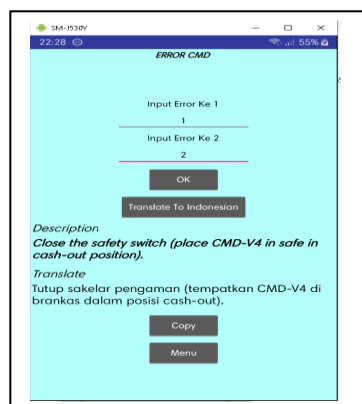 SM-J530Y
22:28 55%
ERROR CMD
Input Error Ke 1
1
Input Error Ke 2
2
OK
Translate To Indonesian
Description
Close the safety switch (place CMD-V4 in safe in
cash-out position).
Translate
Tutup sakelar pengaman (tempatkan CMD-V4 di
brankas dalam posisi cash-out).
Copy
Menu